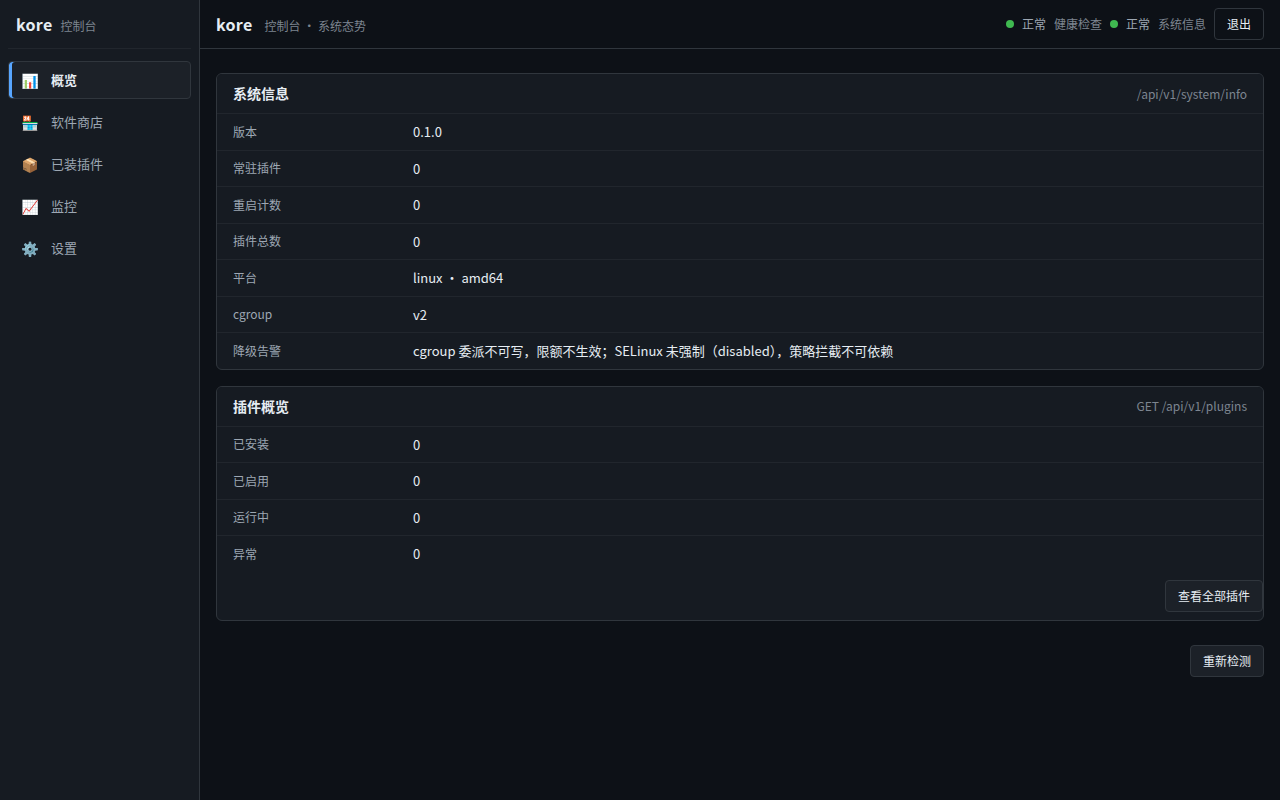 kore 控制台
概览
软件商店
已装插件
监控
设置
kore 控制台 · 系统态势
正常 健康检查 正常 系统信息 退出
系统信息 /api/v1/system/info
版本 0.1.0
常驻插件 0
重启计数 0
插件总数 0
平台 linux · amd64
cgroup v2
降级告警 cgroup 委派不可写，限额不生效；SELinux 未强制（disabled），策略拦截不可依赖
插件概览 GET /api/v1/plugins
已安装 0
已启用 0
运行中 0
异常 0
查看全部插件
重新检测